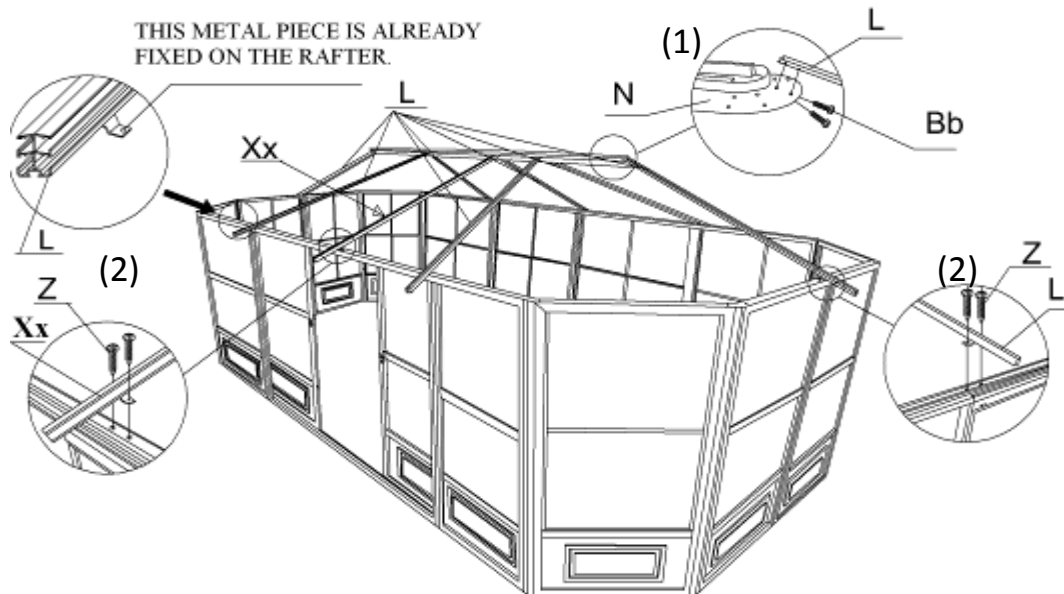 THIS METAL PIECE IS ALREADY
FIXED ON THE RAFTER.
(1)
L
N
Bb
L
Xx
L
(2)
Z
Xx
(2)
Z
L